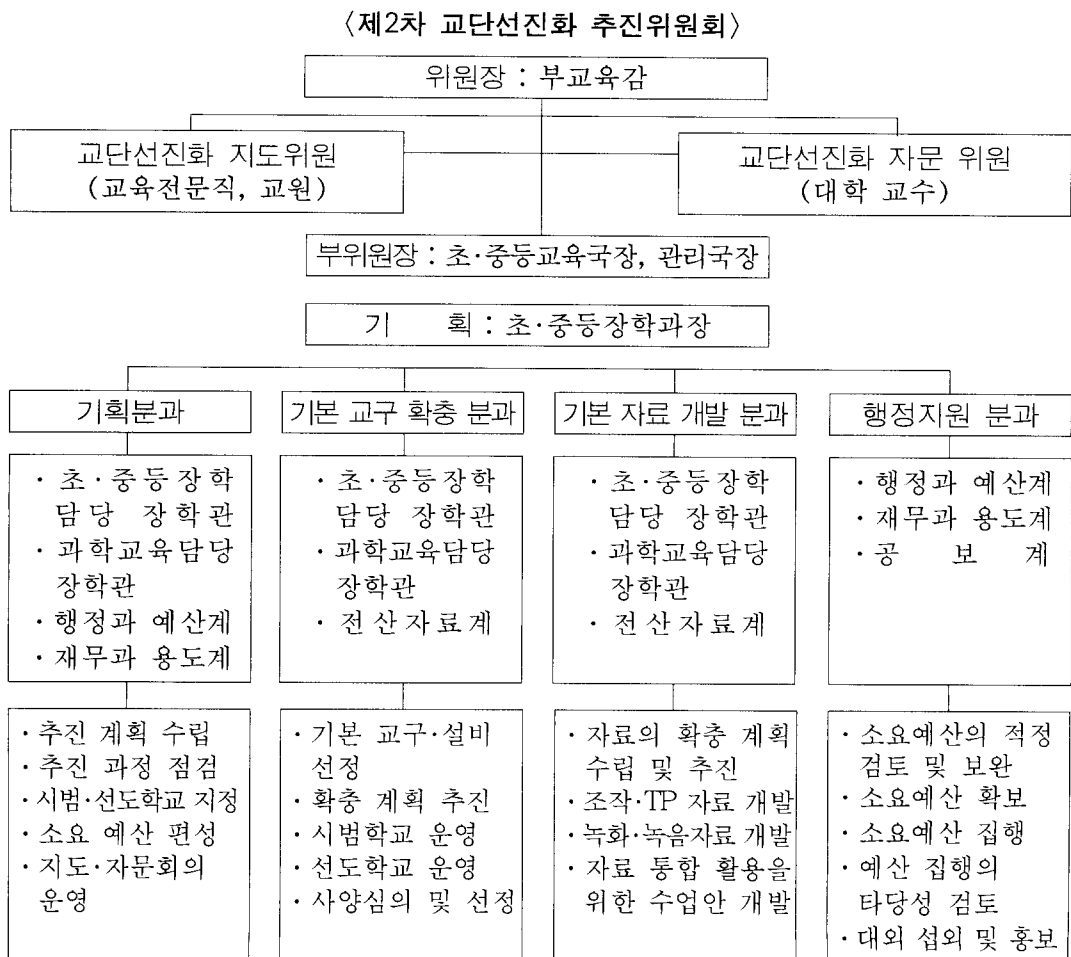 〈제2차 교단선진화 추진위원회〉
위원장 : 부교육감
교단선진화 지도위원
(교육전문직, 교원)
교단선진화 자문 위원
(대학 교수)
부위원장 : 초·중등교육국장, 관리국장
기 획 : 초·중등장학과장
기획분과
· 초·중등장학
담당 장학관
· 과학교육담당
장학관
· 행정과 예산계
· 재무과 용도계
· 추진 계획 수립
· 추진 과정 점검
· 시범·선도학교 지정
· 소요 예산 편성
· 지도·자문회의
운영
기본 교구 확충 분과
· 초·중등장학
담당 장학관
· 과학교육담당
장학관
· 전산자료계
· 기본 교구·설비
선정
· 확충 계획 추진
· 시범학교 운영
· 선도학교 운영
· 사양심의 및 선정
기본 자료 개발 분과
· 초·중등장학
담당 장학관
· 과학교육담당
장학관
· 전산자료계
· 자료의 확충 계획
수립 및 추진
· 조작·TP 자료 개발
· 녹화·녹음자료 개발
· 자료 통합 활용을
위한 수업안 개발
행정지원 분과
· 행정과 예산계
· 재무과 용도계
· 공 보 계
· 소요예산의 적정
검토 및 보완
· 소요예산 확보
· 소요예산 집행
· 예산 집행의
타당성 검토
· 대외 섭외 및 홍보